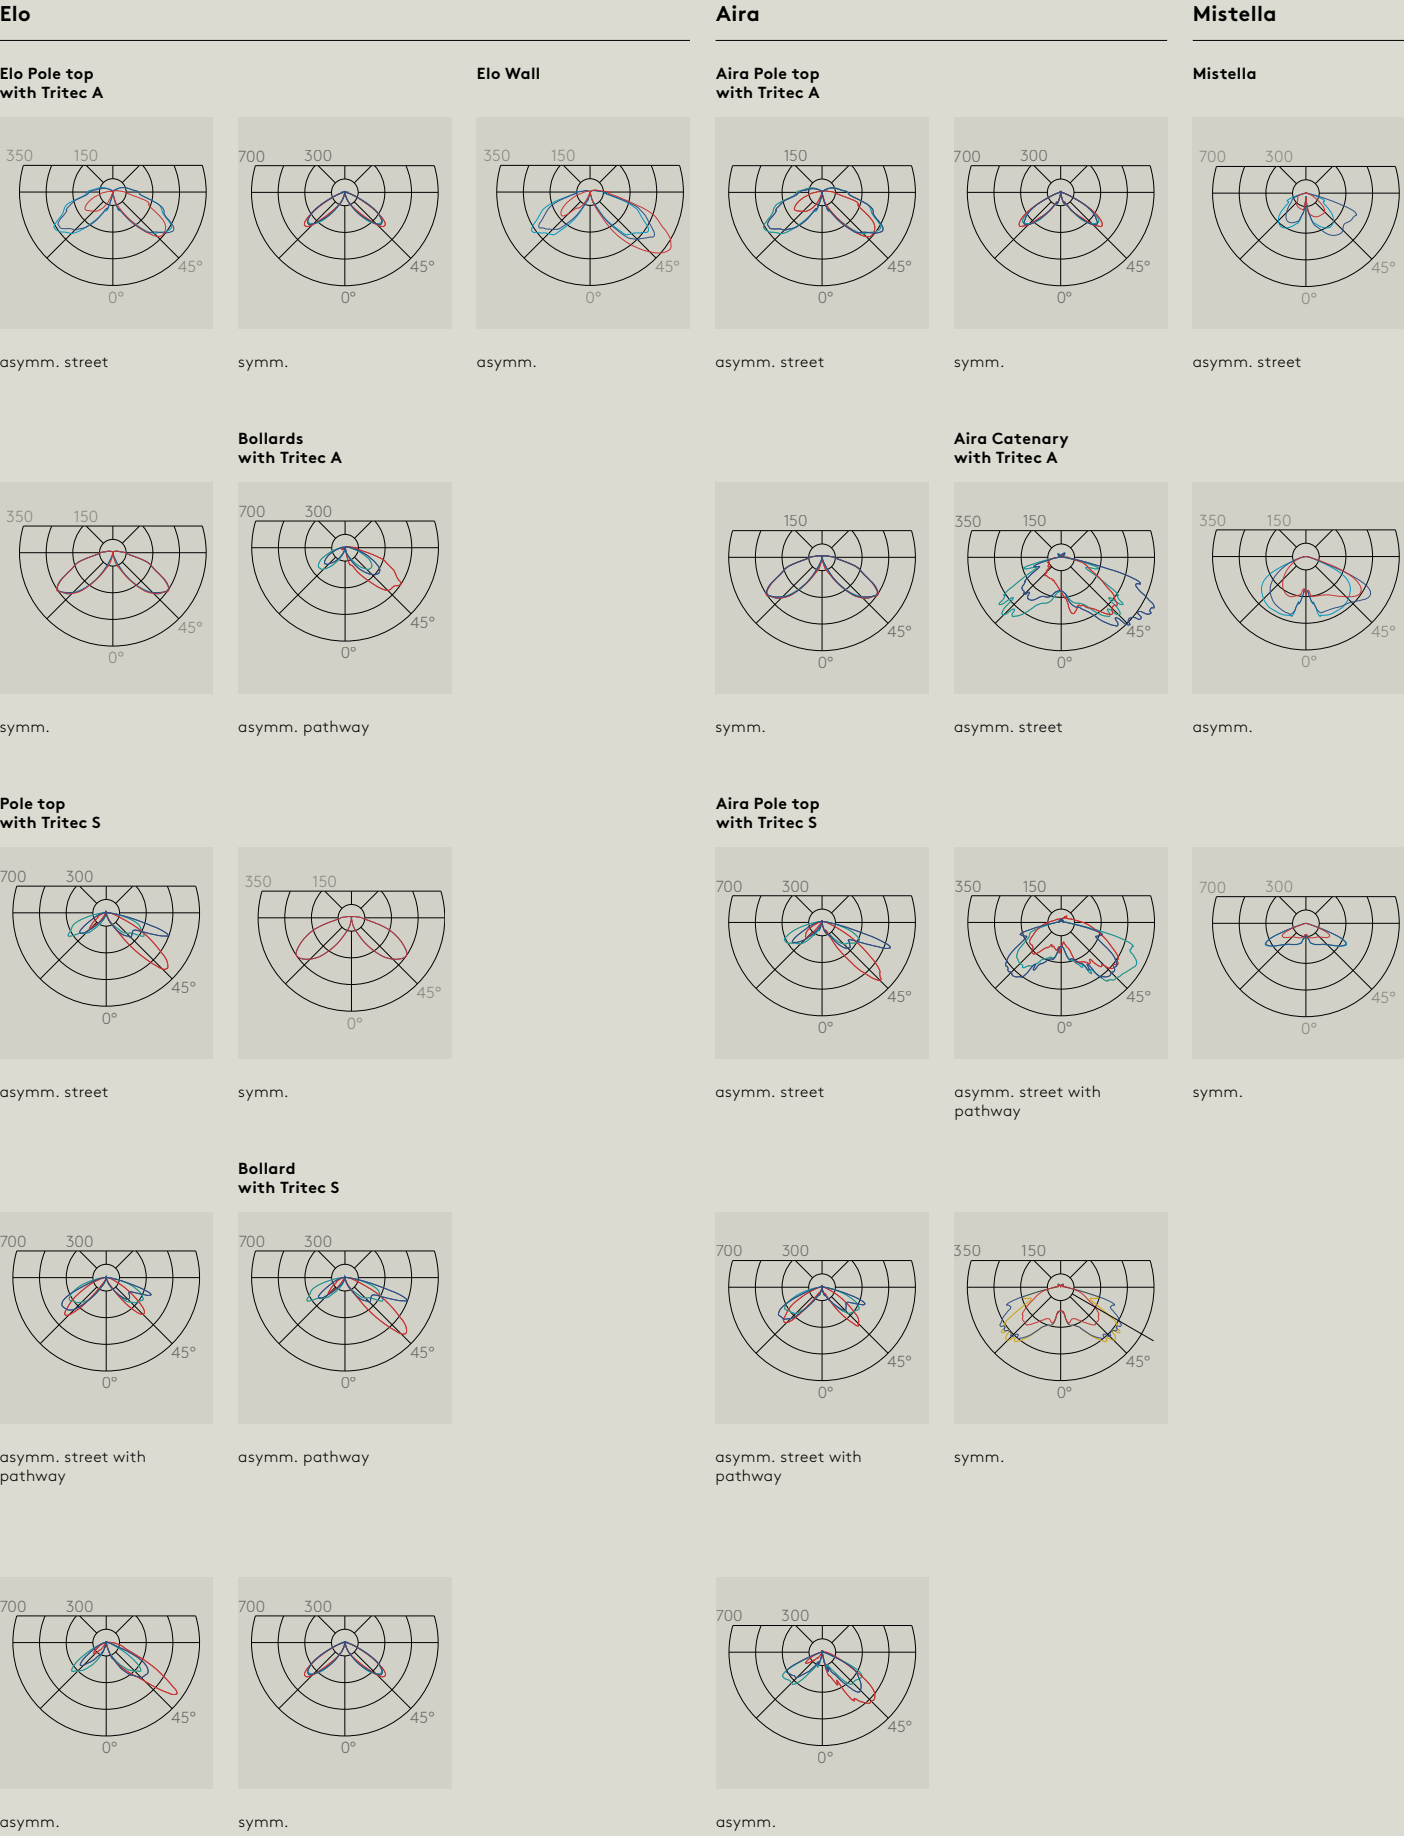 Elo
Aira
Mistella
Elo Pole top
with Tritec A
Elo Wall
Aira Pole top
with Tritec A
Mistella
350 150
45°
0°
700 300
45°
0°
350 150
45°
0°
150
45°
0°
700 300
45°
0°
700 300
45°
0°
asymm. street
symm.
asymm.
asymm. street
symm.
asymm. street
Bollards
with Tritec A
Aira Catenary
with Tritec A
350 150
45°
0°
700 300
45°
0°
150
45°
0°
350 150
45°
0°
350 150
45°
0°
symm.
asymm. pathway
symm.
asymm. street
asymm.
Pole top
with Tritec S
Aira Pole top
with Tritec S
700 300
45°
0°
350 150
45°
0°
700 300
45°
0°
350 150
45°
0°
700 300
45°
0°
asymm. street
symm.
asymm. street
asymm. street with
pathway
symm.
Bollard
with Tritec S
700 300
45°
0°
700 300
45°
0°
700 300
45°
0°
350 150
45°
0°
asymm. street with
pathway
asymm. pathway
asymm. street with
pathway
symm.
700 300
45°
0°
700 300
45°
0°
700 300
45°
0°
asymm.
symm.
asymm.